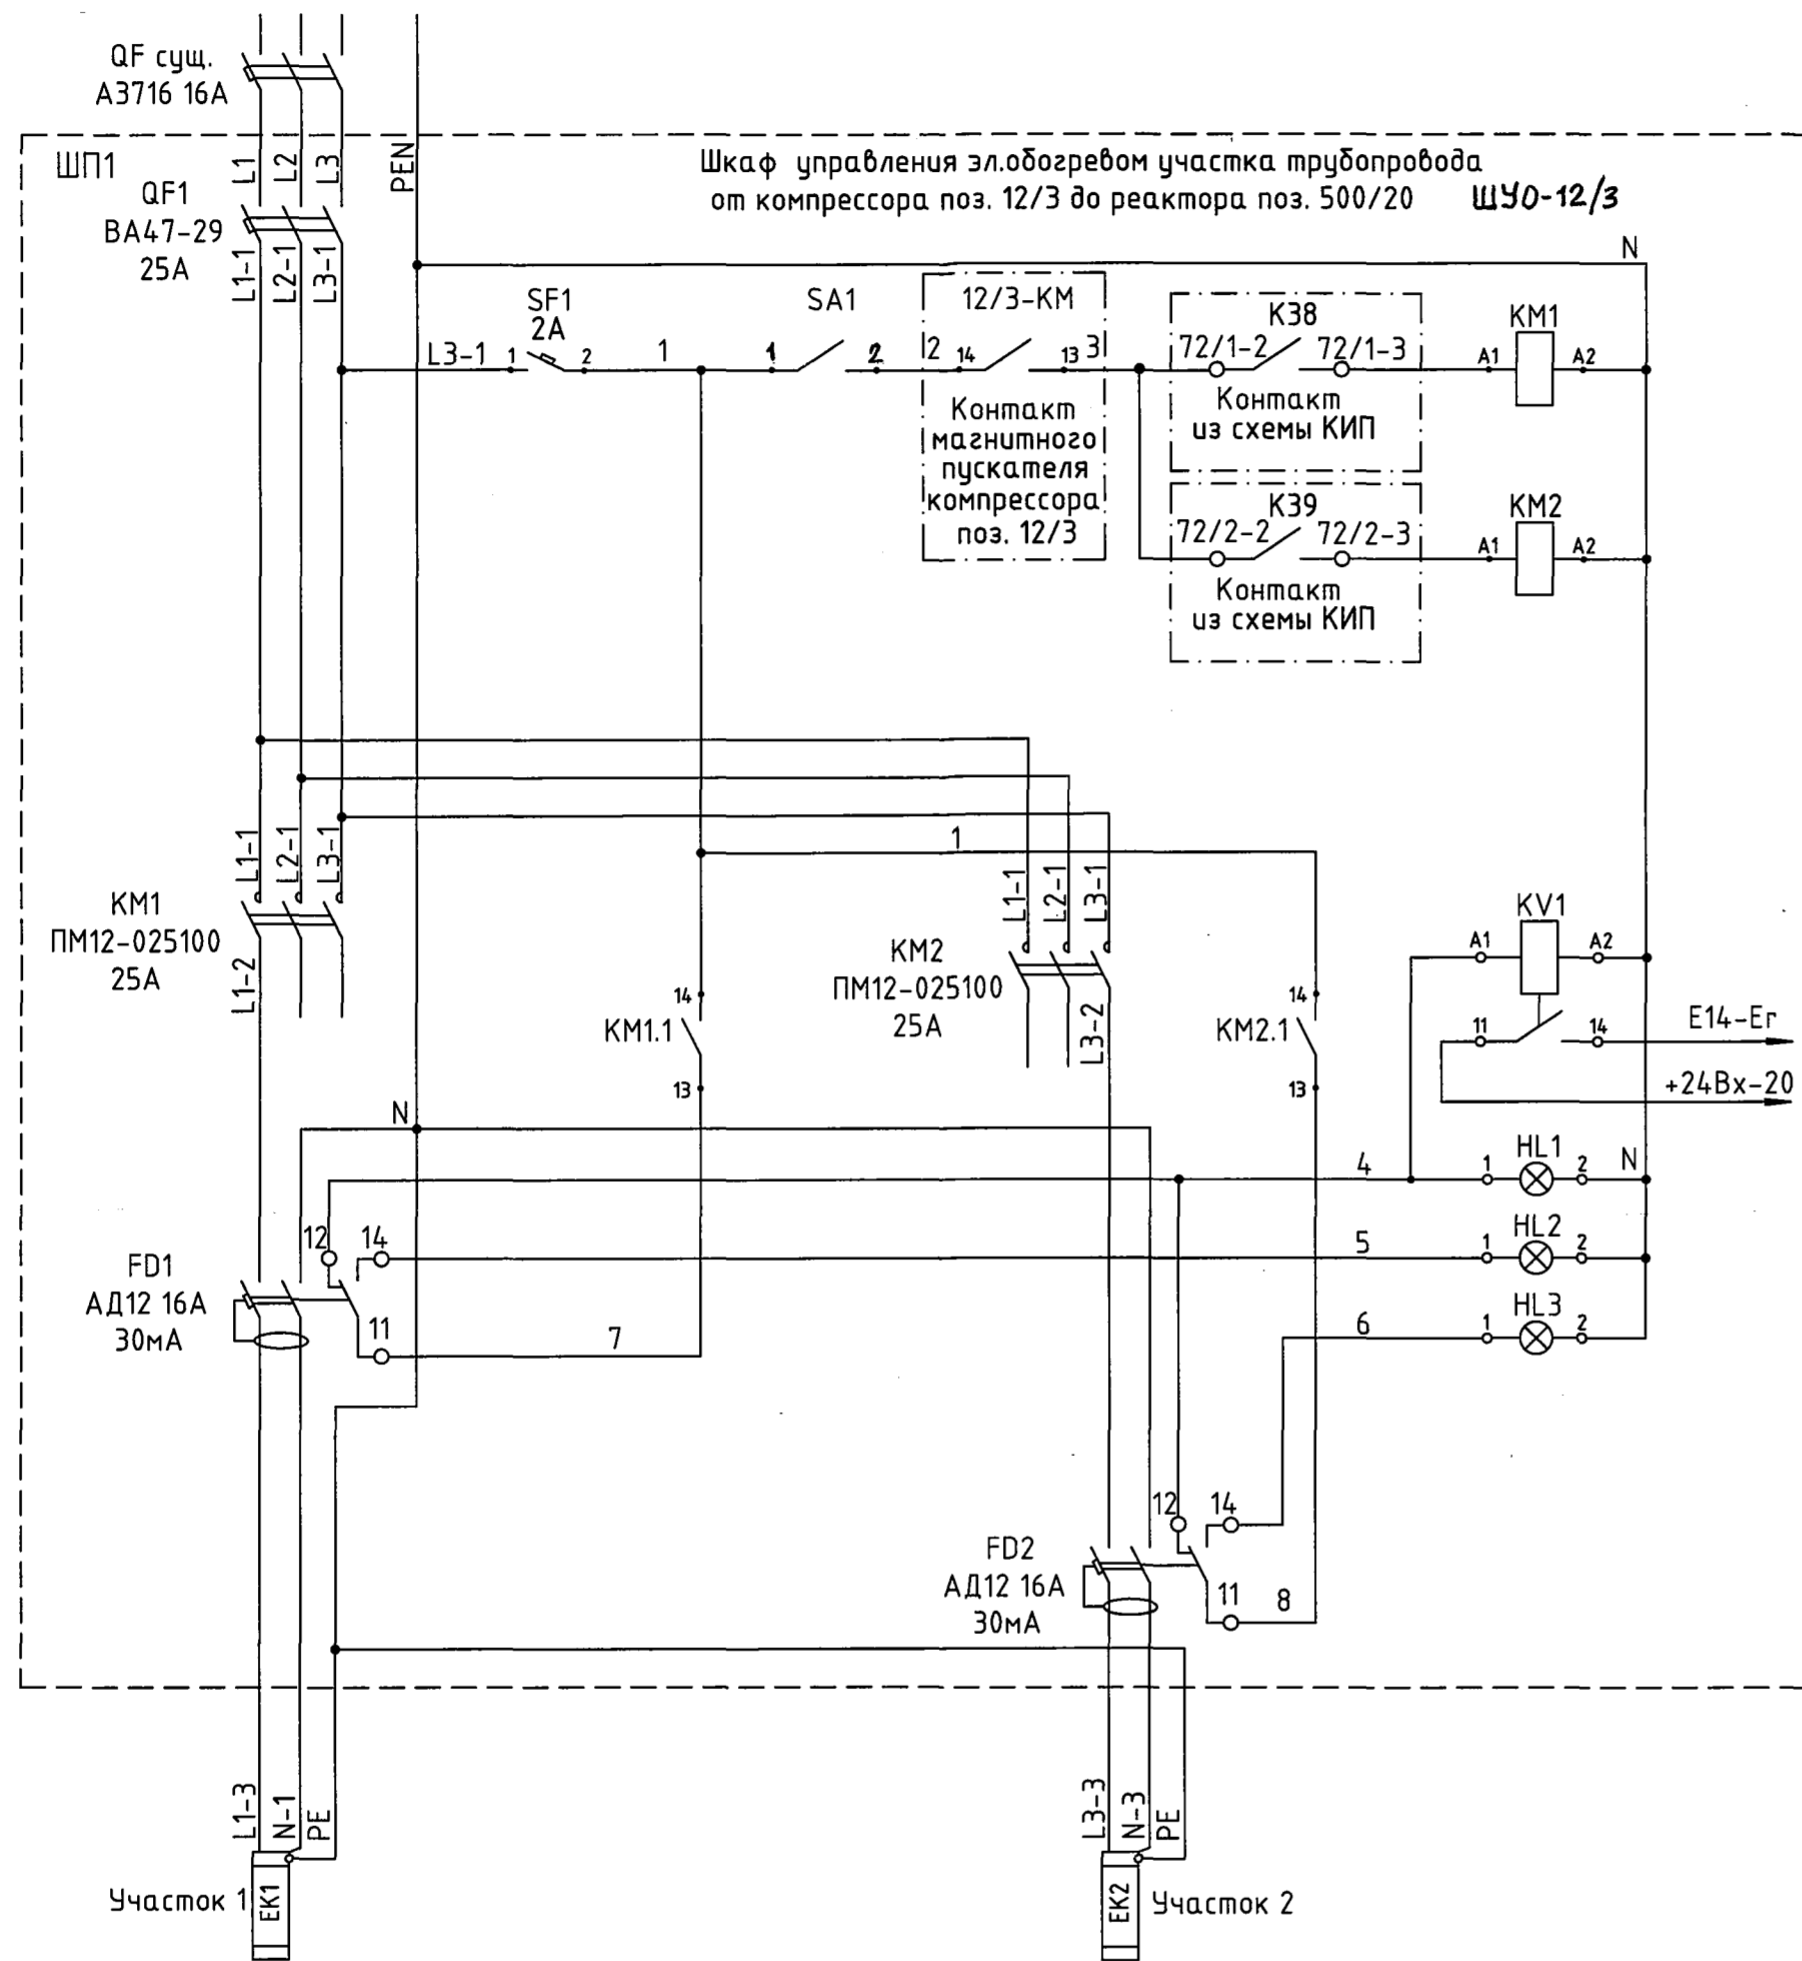 QF сущ.
А3716 16А
ШП1
L1
L2
L3
PEN
Шкаф управления эл.обогревом участка трубопровода
от компрессора поз. 12/3 до реактора поз. 500/20
ШУО-12/3
QF1
ВА47-29
25А
L1-1
L2-1
L3-1
N
L3-1
1
SF1
2А
2
1
SA1
1
2
12/3-КМ
2
14
13
3
Контакт
магнитного
пускателя
компрессора
поз. 12/3
К38
72/1-2
72/1-3
Контакт
из схемы КИП
КМ1
А1
А2
К39
72/2-2
72/2-3
Контакт
из схемы КИП
КМ2
А1
А2
L1-1
L2-1
L3-1
1
КМ1
ПМ12-025100
25А
L1-2
L1-1
L2-1
L3-1
КМ2
ПМ12-025100
25А
L3-2
14
КМ1.1
13
14
КМ2.1
13
KV1
А1
А2
11
14
Е14-Ег
+24Вх-20
N
4
1
HL1
2
N
12
14
5
1
HL2
2
FD1
АД12 16А
30мА
11
7
6
1
HL3
2
12
14
FD2
АД12 16А
30мА
11
8
L1-3
N-1
PE
L3-3
N-3
PE
Участок 1
ЕК1
ЕК2
Участок 2